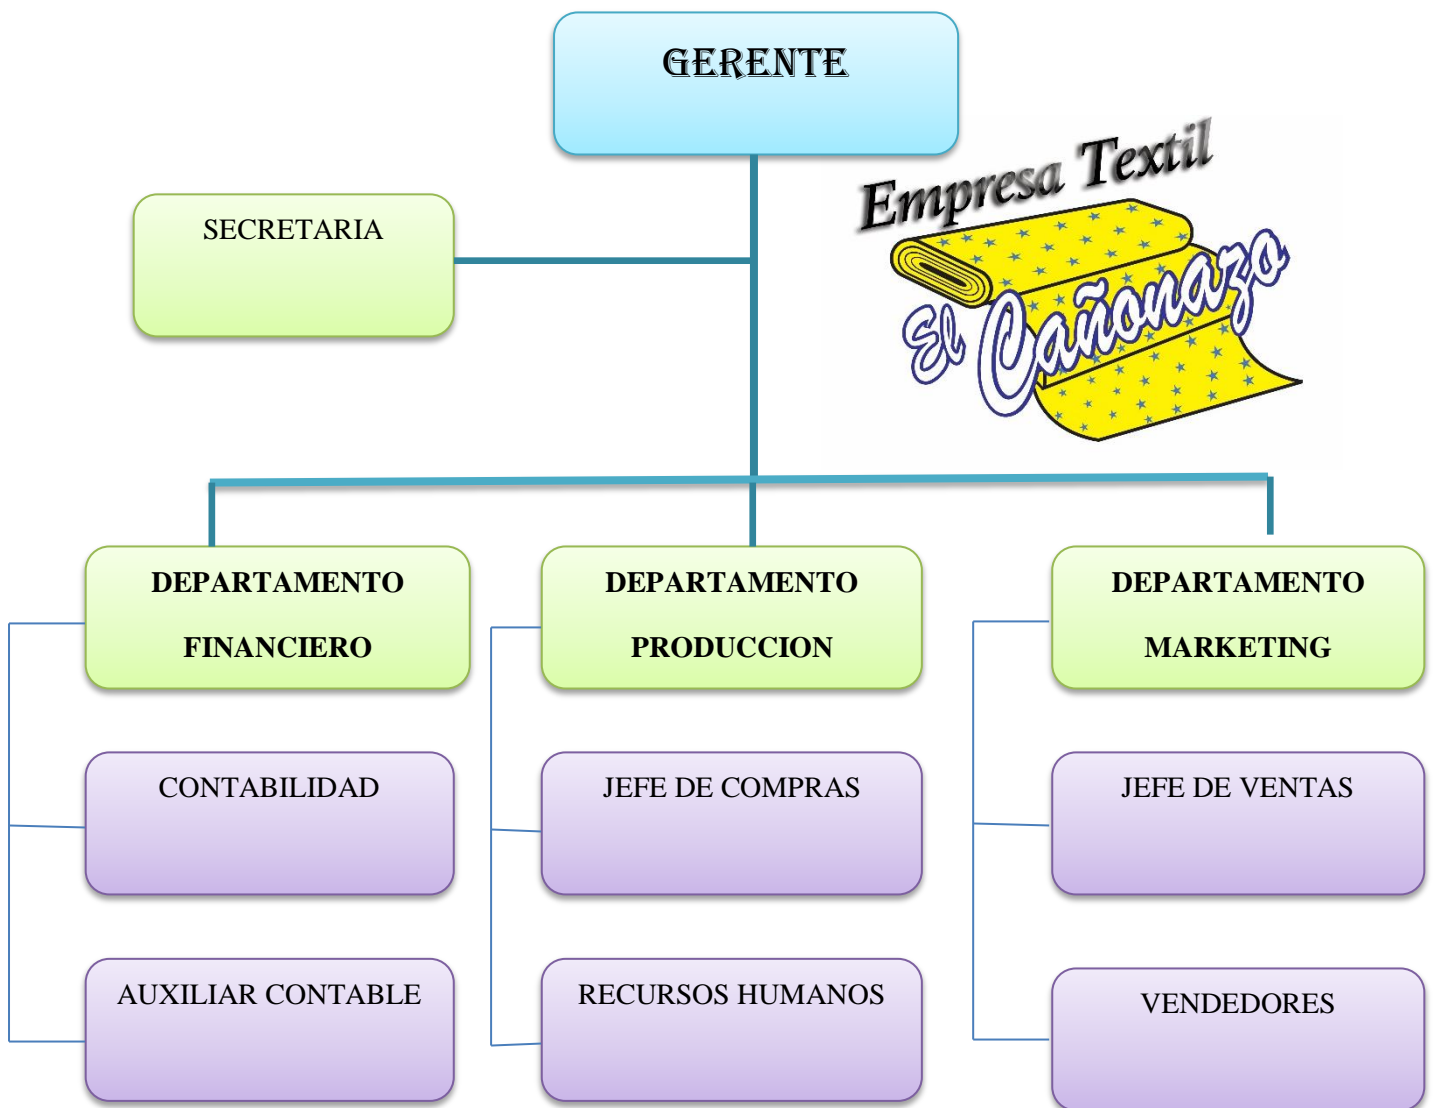 GERENTE
Empresa Textil
El Cañonazo
SECRETARIA
DEPARTAMENTO
FINANCIERO
DEPARTAMENTO
PRODUCCION
DEPARTAMENTO
MARKETING
CONTABILIDAD
JEFE DE COMPRAS
JEFE DE VENTAS
AUXILIAR CONTABLE
RECURSOS HUMANOS
VENDEDORES